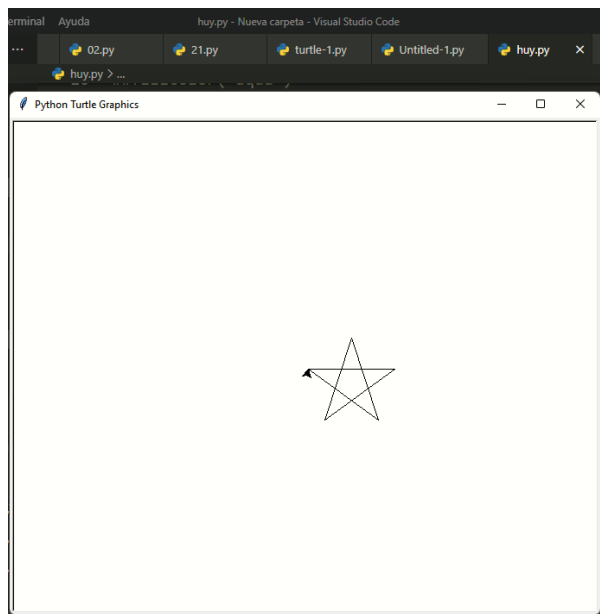 erminal Ayuda huy.py - Nueva carpeta - Visual Studio Code
... 02.py 21.py turtle-1.py Untitled-1.py huy.py
huy.py > ...
Python Turtle Graphics